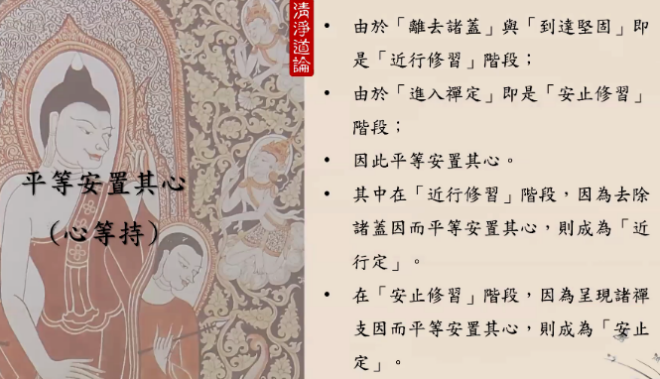 清淨道論
平等安置其心
（心等持）
• 由於「離去諸蓋」與「到達堅固」即
是「近行修習」階段；
• 由於「進入禪定」即是「安止修習」
階段；
• 因此平等安置其心。
• 其中在「近行修習」階段，因為去除
諸蓋因而平等安置其心，則成為「近
行定」。
• 在「安止修習」階段，因為呈現諸禪
支因而平等安置其心，則成為「安止
定」。